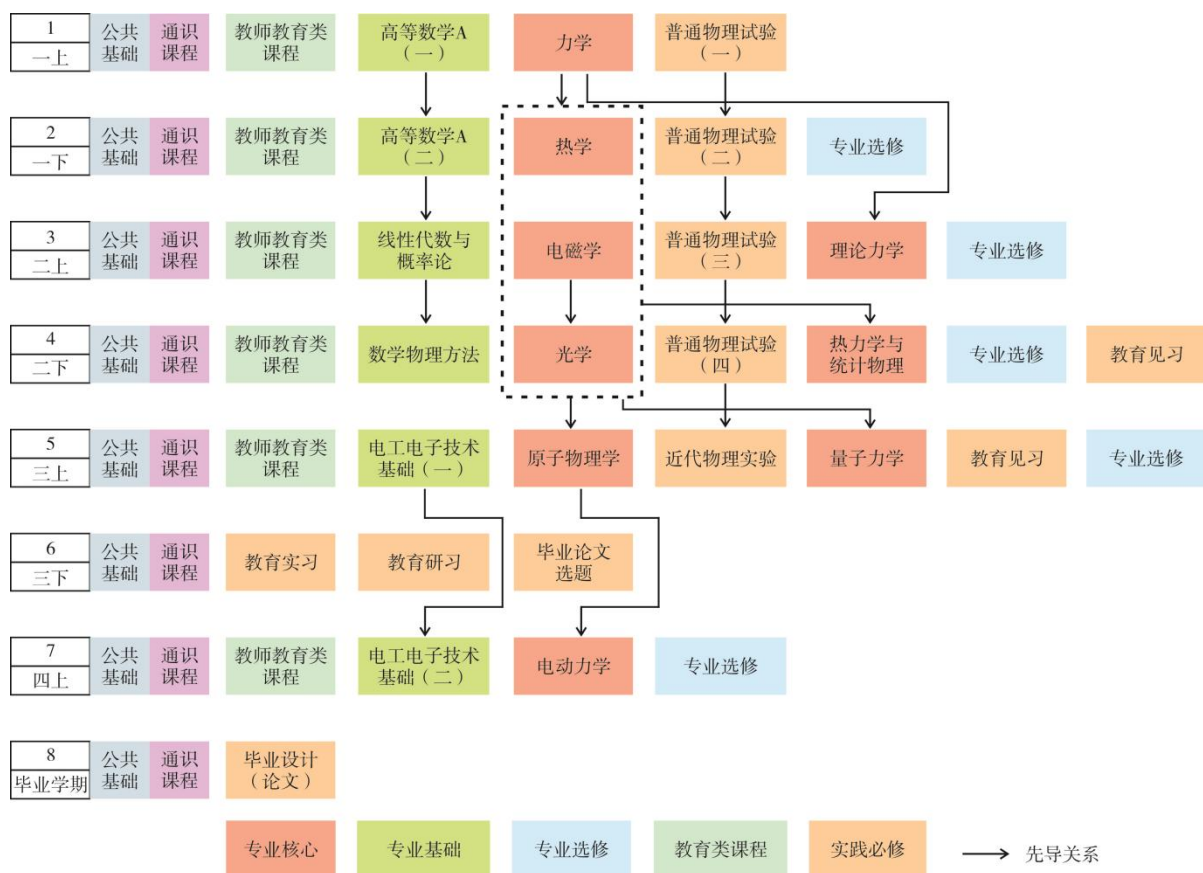 1
一上
公共
基础
通识
课程
教师教育类
课程
高等数学A
(一)
力学
普通物理试验
(一)
2
一下
公共
基础
通识
课程
教师教育类
课程
高等数学A
(二)
热学
普通物理试验
(二)
专业选修
3
二上
公共
基础
通识
课程
教师教育类
课程
线性代数与
概率论
电磁学
普通物理试验
(三)
理论力学
专业选修
4
二下
公共
基础
通识
课程
教师教育类
课程
数学物理方法
光学
普通物理试验
(四)
热力学与
统计物理
专业选修
教育见习
5
三上
公共
基础
通识
课程
教师教育类
课程
电工电子技术
基础(一)
原子物理学
近代物理实验
量子力学
教育见习
专业选修
6
三下
公共
基础
通识
课程
教育实习
教育研习
毕业论文
选题
7
四上
公共
基础
通识
课程
教师教育类
课程
电工电子技术
基础(二)
电动力学
专业选修
8
毕业学期
公共
基础
通识
课程
毕业设计
(论文)
专业核心
专业基础
专业选修
教育类课程
实践必修
先导关系